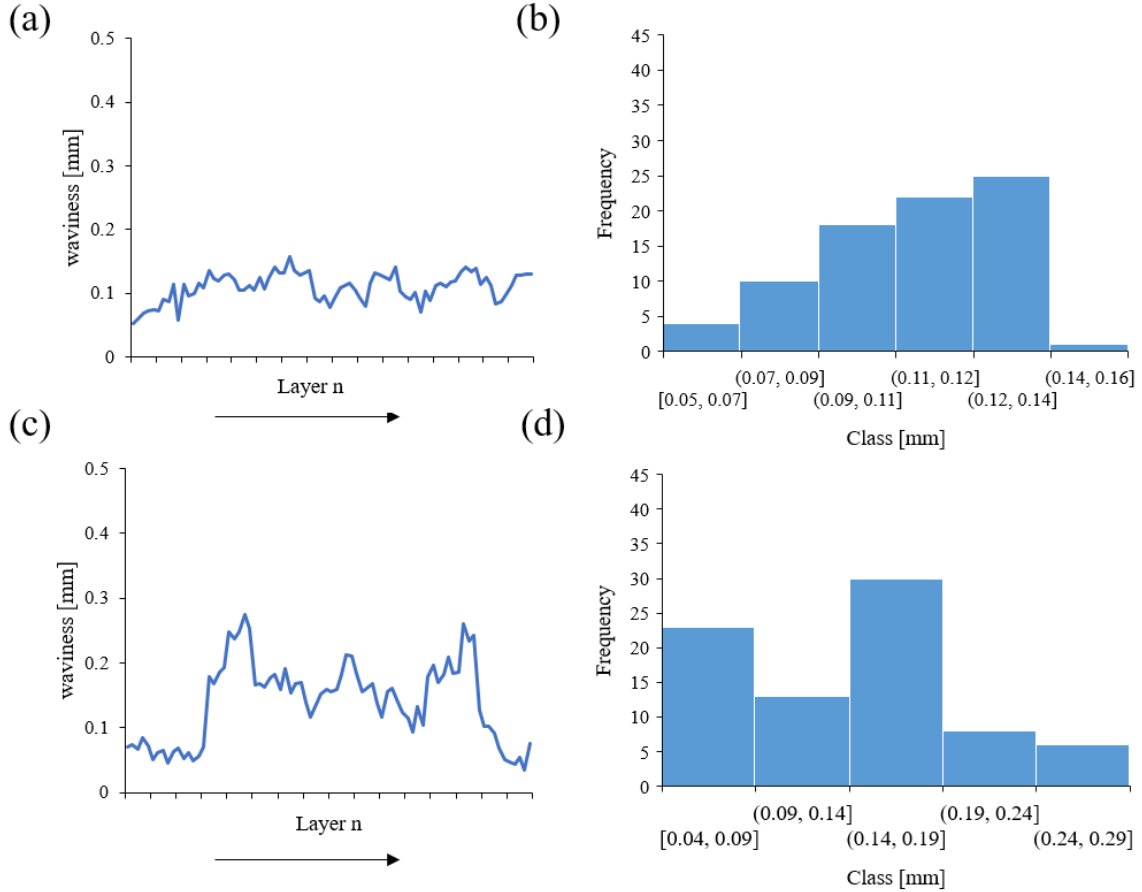 (a)
0.5
0.4
0.3
0.2
0.1
0
waviness [mm]
Layer n
(b)
45
40
35
30
25
20
15
10
5
0
Frequency
(0.07, 0.09] (0.11, 0.12] (0.14, 0.16]
[0.05, 0.07] (0.09, 0.11] (0.12, 0.14]
Class [mm]
(c)
0.5
0.4
0.3
0.2
0.1
0
waviness [mm]
Layer n
(d)
45
40
35
30
25
20
15
10
5
0
Frequency
(0.09, 0.14] (0.19, 0.24]
[0.04, 0.09] (0.14, 0.19] (0.24, 0.29]
Class [mm]